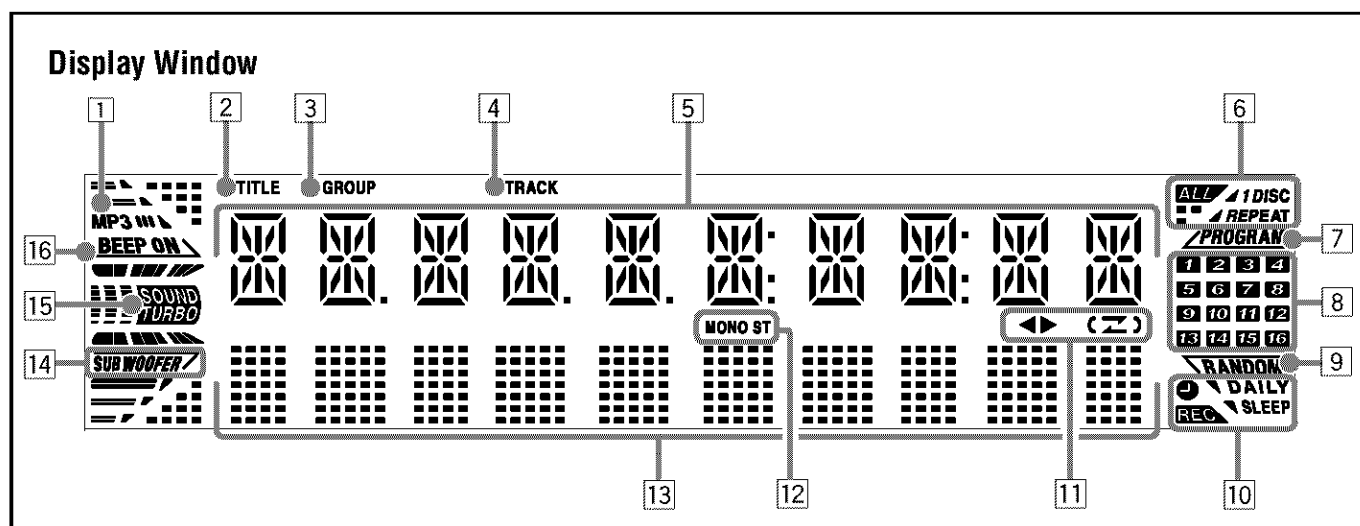 Display Window
1 2 3 4 5 6
TITLE GROUP TRACK
ALL 1 DISC
REPEAT
MP3
BEEP ON
16
PROGRAM 7
1 2 3 4
5 6 7 8
9 10 11 12
13 14 15 16
8
15 SOUND
TURBO
MONO ST
14 SUB WOOFER
RANDOM 9
DAILY
REC SLEEP
13 12 11 10